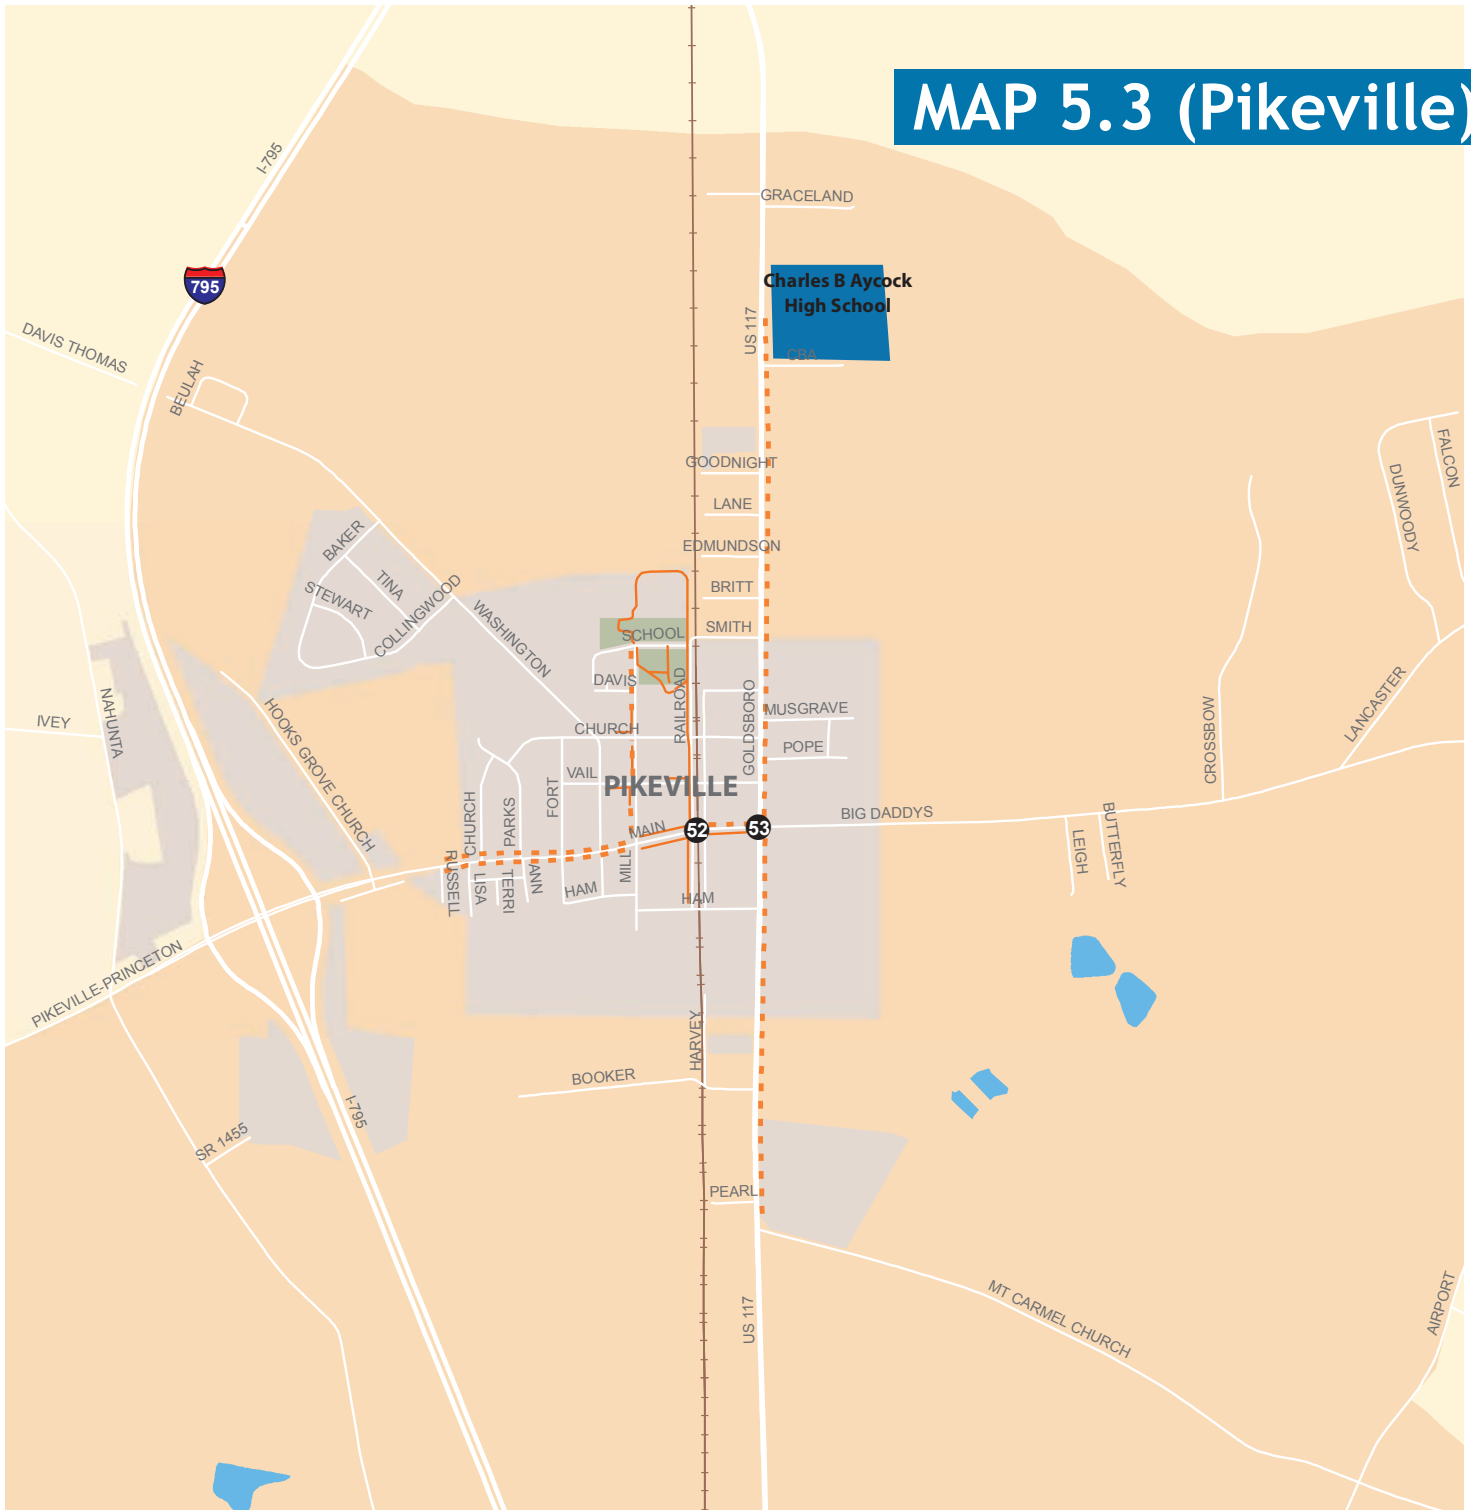 MAP 5.3 (Pikeville)
I-795
GRACELAND
795
Charles B Aycock
High School
US 117
DAVIS THOMAS
CBA
BEULAH
FALCON
GOODNIGHT
DUNWOODY
LANE
BAKER
EDMUNDSON
TINA
BRITT
STEWART
COLLINGWOOD
WASHINGTON
SMITH
SCHOOL
DAVIS
RAILROAD
GOLDSBORO
NAHUNTA
IVEY
HOOKS GROVE CHURCH
MUSGRAVE
CROSSBOW
LANCASTER
CHURCH
POPE
VAIL
PIKEVILLE
FORT
CHURCH
PARKS
BIG DADDYS
MAIN
52
53
BUTTERFLY
LEIGH
MILL
RUSSELL
LISA
TERRI
ANN
HAM
HAM
PIKEVILLE-PRINCETON
HARVEY
BOOKER
I-795
SR 1455
PEARL
MT CARMEL CHURCH
US 117
AIRPORT